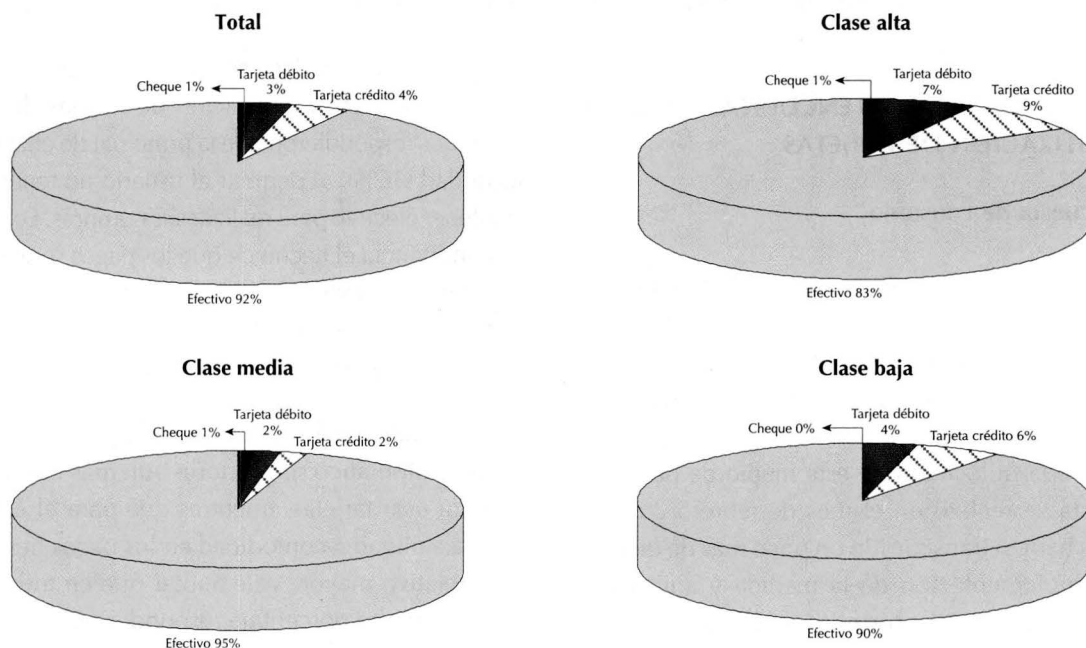 Total
Cheque 1%
Tarjeta débito
3%
Tarjeta crédito 4%
Efectivo 92%
Clase alta
Cheque 1%
Tarjeta débito
7%
Tarjeta crédito
9%
Efectivo 83%
Clase media
Cheque 1%
Tarjeta débito
2%
Tarjeta crédito 2%
Efectivo 95%
Clase baja
Cheque 0%
Tarjeta débito
4%
Tarjeta crédito 6%
Efectivo 90%